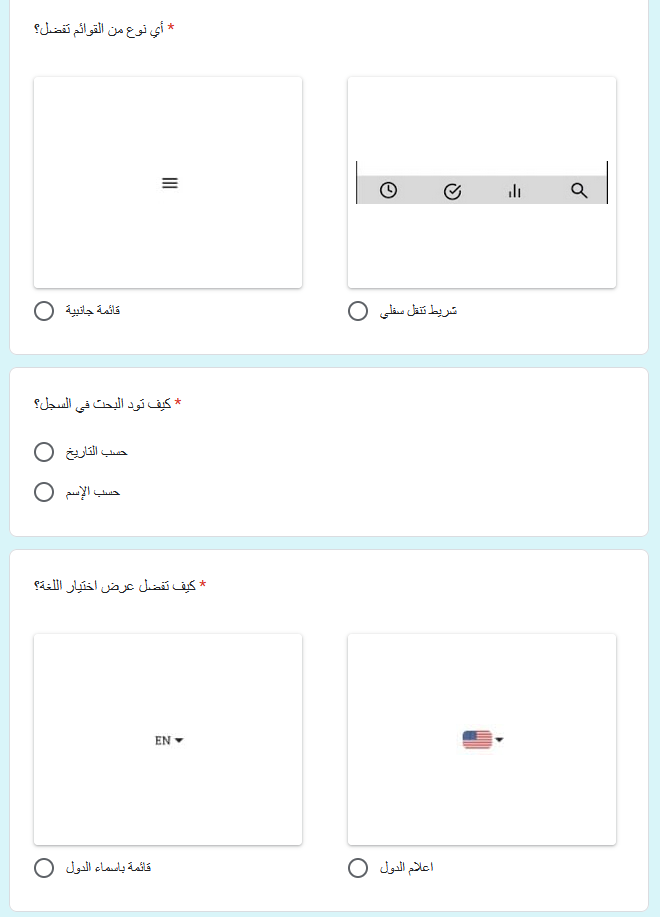 أي نوع من القوائم تفضل؟ *
قائمة جانبية
شريط تنقل سفلي
كيف تود البحث في السجل؟ *
حسب التاريخ
حسب الإسم
كيف تفضل عرض اختيار اللغة؟ *
EN
قائمة باسماء الدول
اعلام الدول